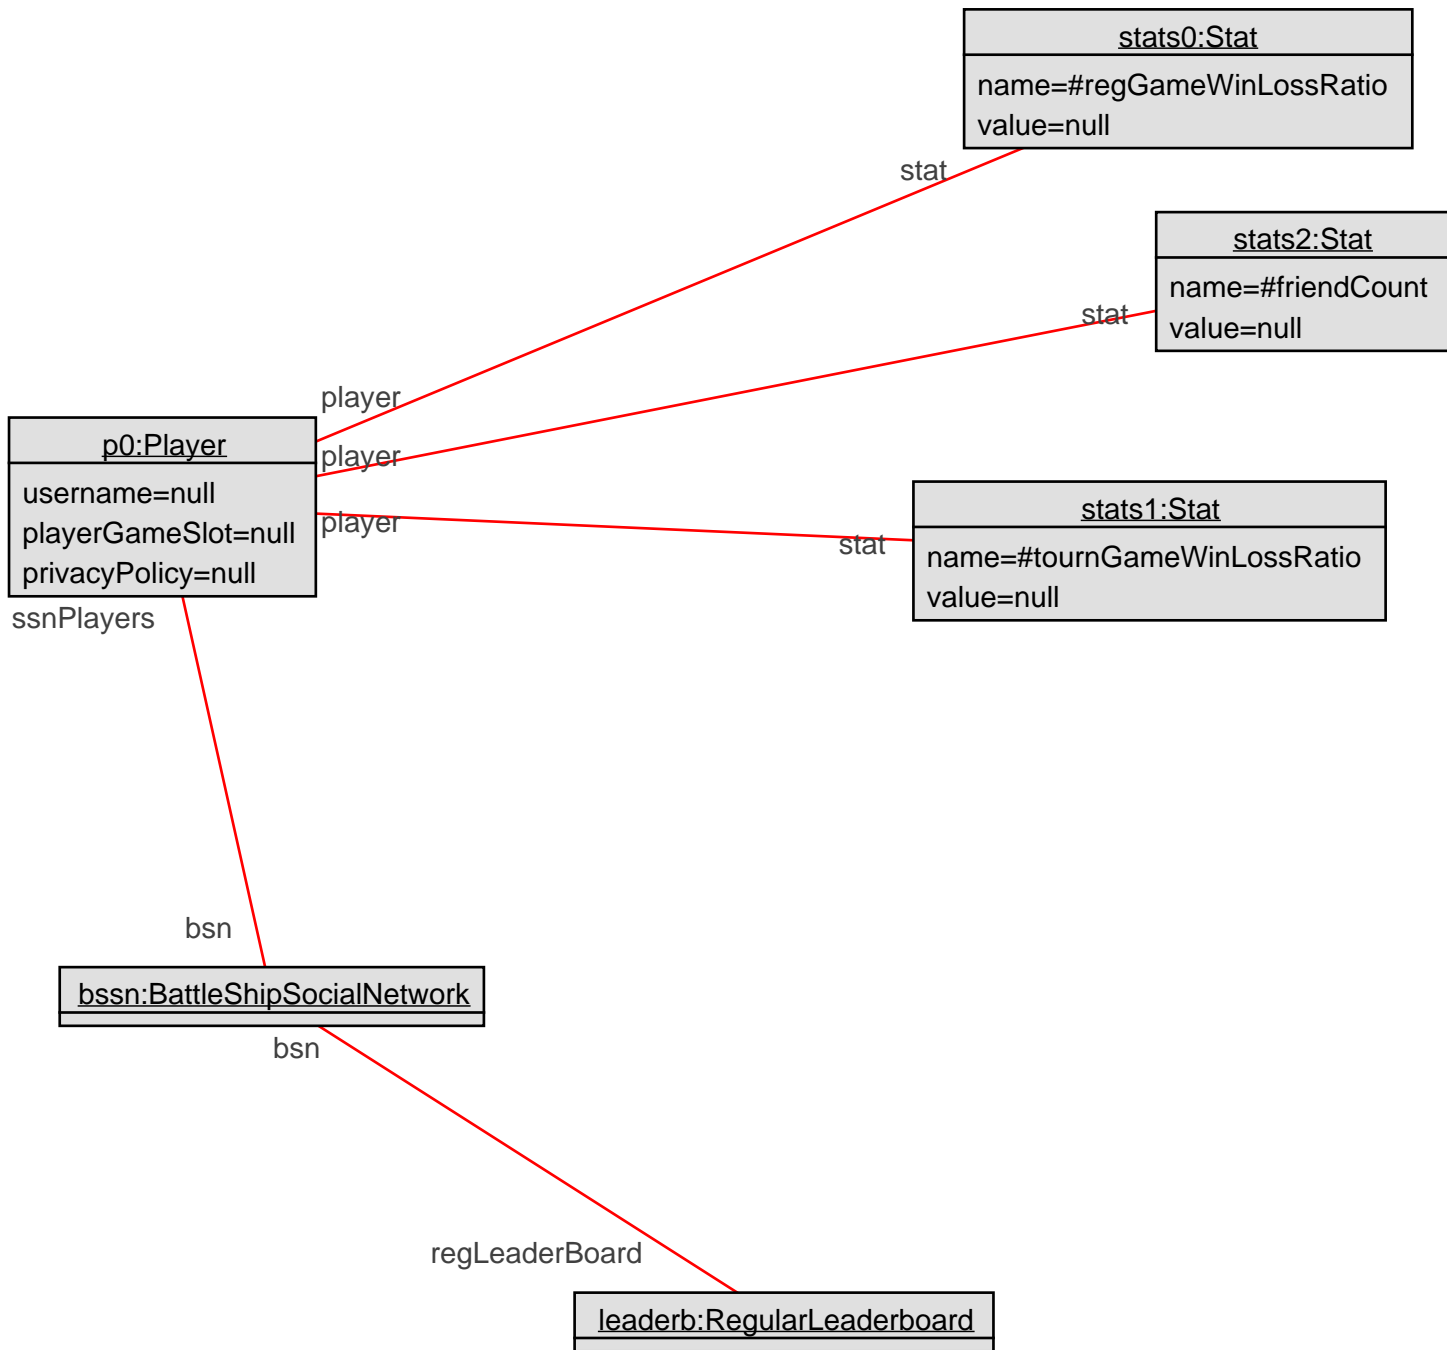 stats0:Stat
name=#regGameWinLossRatio
value=null
stat
stats2:Stat
name=#friendCount
value=null
stat
player
p0:Player
username=null
playerGameSlot=null
privacyPolicy=null
player
player
stats1:Stat
name=#tournGameWinLossRatio
value=null
stat
ssnPlayers
bsn
bssn:BattleShipSocialNetwork
bsn
regLeaderBoard
leaderb:RegularLeaderboard